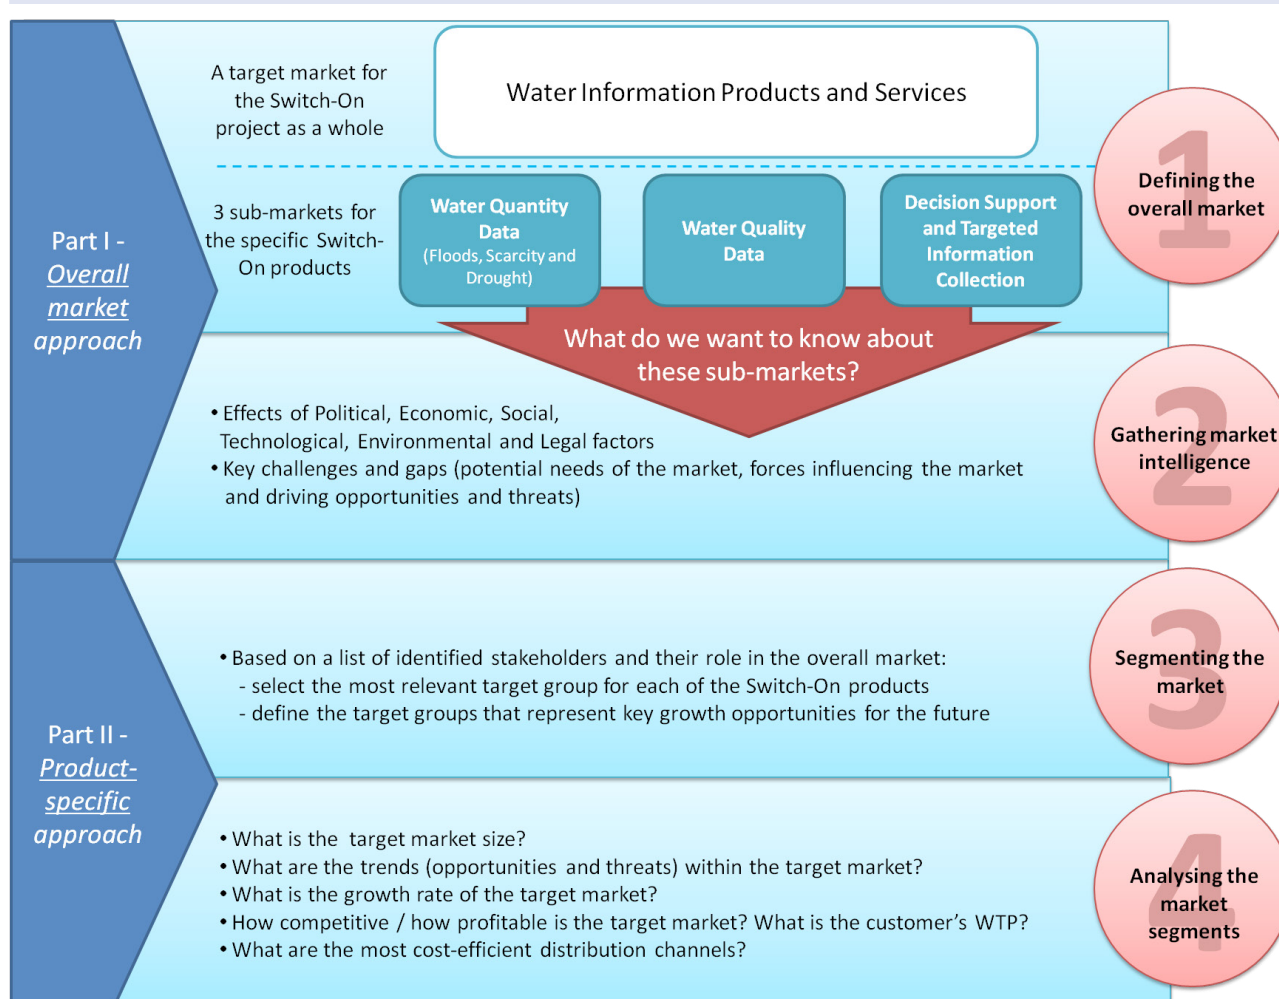 Part I -
Overall
market
approach
A target market for
the Switch-On
project as a whole
Water Information Products and Services
3 sub-markets for
the specific Switch-
On products
Water Quantity
Data
(Floods, Scarcity and
Drought)
Water Quality
Data
Decision Support
and Targeted
Information
Collection
1
Defining the
overall market
What do we want to know about
these sub-markets?
• Effects of Political, Economic, Social,
Technological, Environmental and Legal factors
• Key challenges and gaps (potential needs of the market, forces influencing the market
and driving opportunities and threats)
2
Gathering market
intelligence
Part II -
Product-
specific
approach
• Based on a list of identified stakeholders and their role in the overall market:
- select the most relevant target group for each of the Switch-On products
- define the target groups that represent key growth opportunities for the future
3
Segmenting the
market
• What is the target market size?
• What are the trends (opportunities and threats) within the target market?
• What is the growth rate of the target market?
• How competitive / how profitable is the target market? What is the customer’s WTP?
• What are the most cost-efficient distribution channels?
4
Analysing the
market
segments